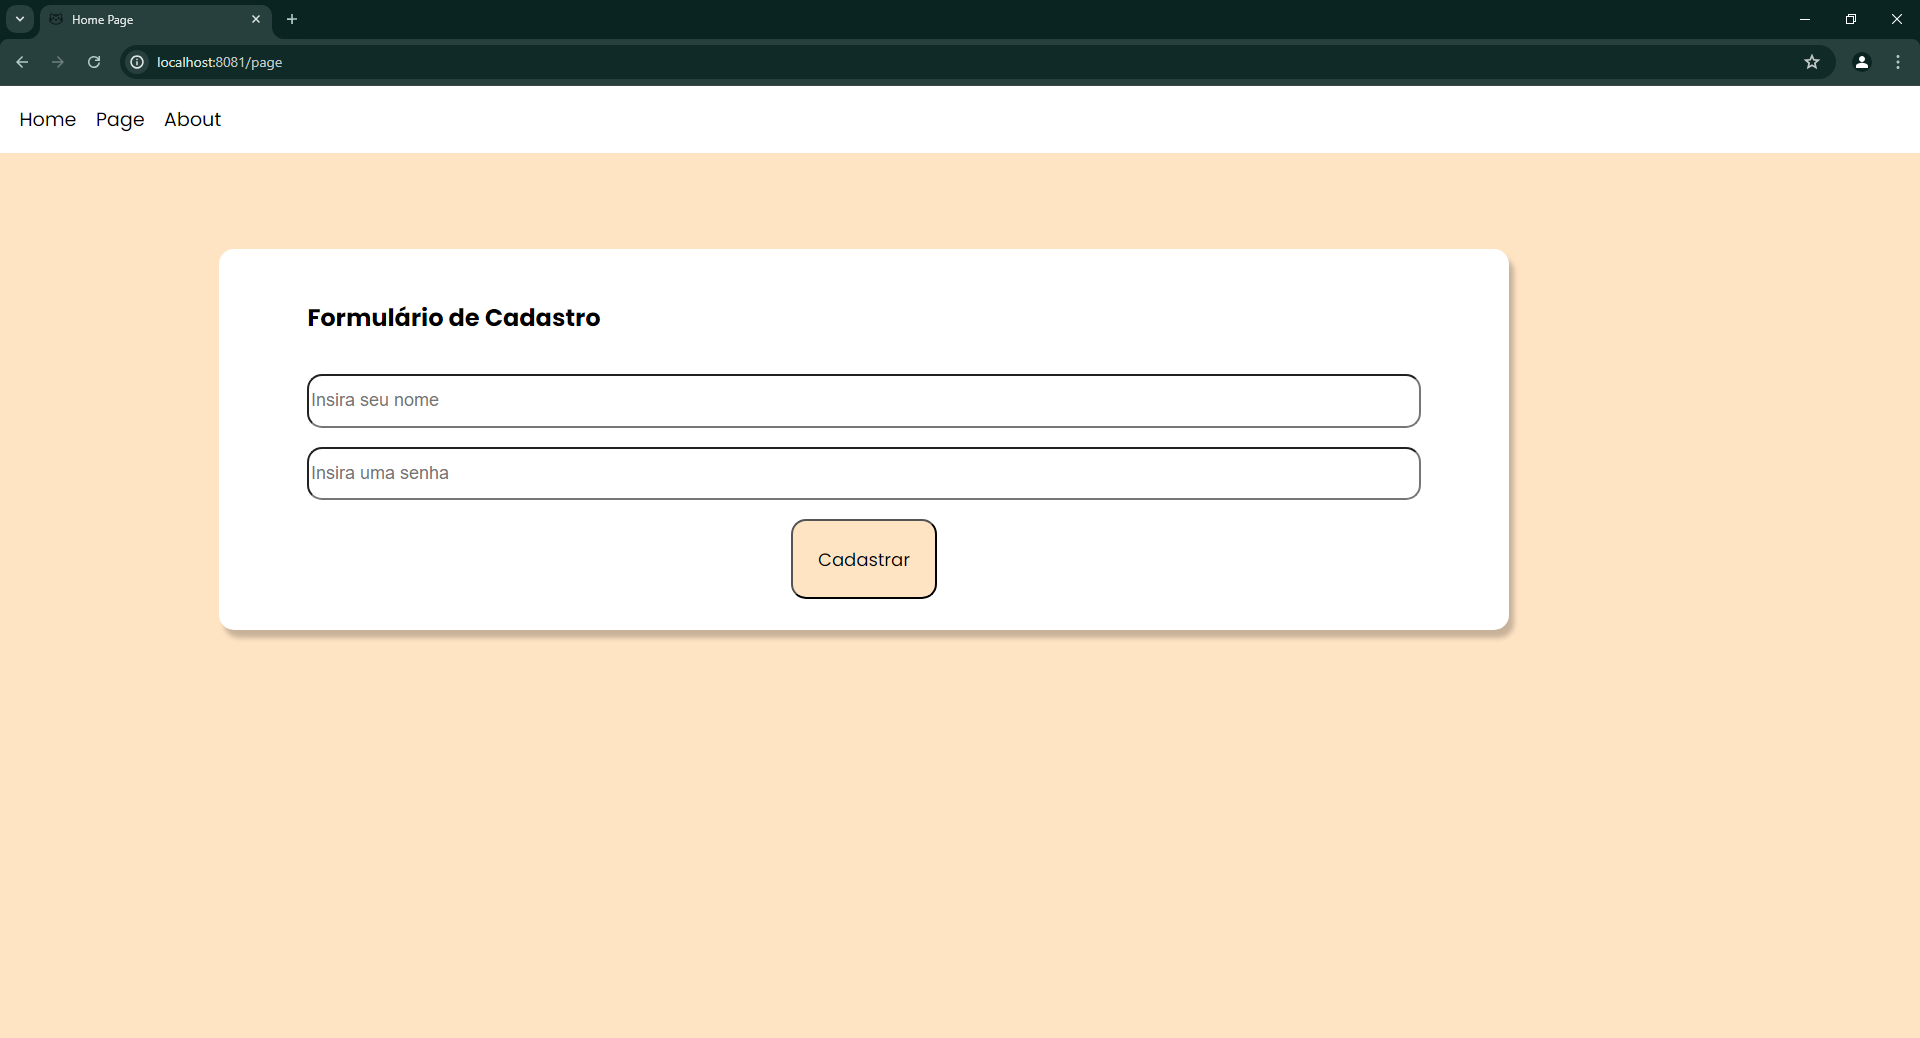 Home Page
localhost:8081/page
Home Page About
Formulário de Cadastro
Insira seu nome
Insira uma senha
Cadastrar